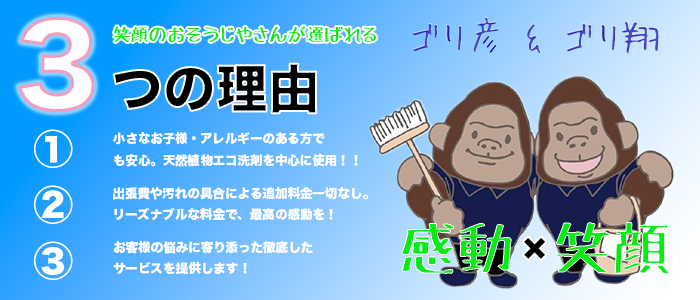 笑顔のおそうじやさんが選ばれる
3つの理由
ゴリ彦 & ゴリ翔
1 小さなお子様・アレルギーのある方で
も安心。天然植物エコ洗剤を中心に使用！！
2 出張費や汚れの具合による追加料金一切なし。
リーズナブルな料金で、最高の感動を！
3 お客様の悩みに寄り添った徹底した
サービスを提供します！
感動×笑顔